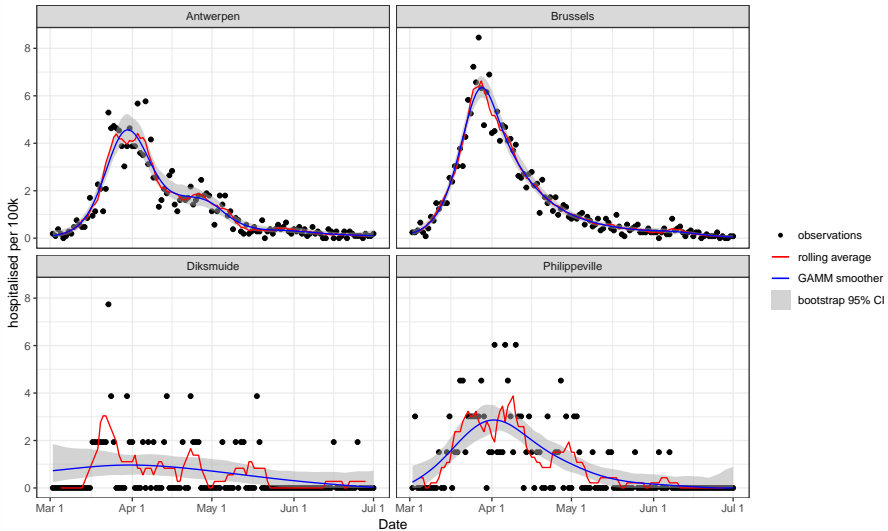 Antwerpen
Brussels
8
6
4
2
0
Diksmuide
Philippeville
8
6
4
2
0
Mar 1
Apr 1
May 1
Jun 1
Jul 1
Mar 1
Apr 1
May 1
Jun 1
Jul 1
Date
hospitalised per 100k
observations
rolling average
GAMM smoother
bootstrap 95% CI